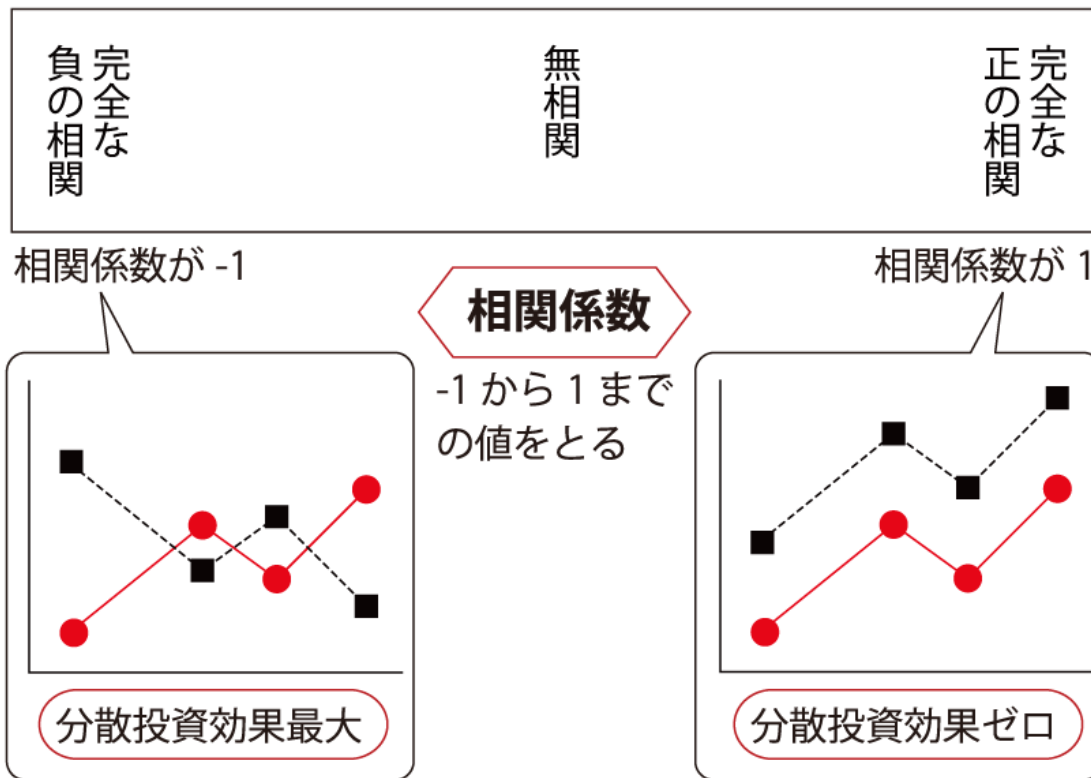 完全な
負の相関
無相関
完全な
正の相関
相関係数が -1
相関係数が 1
相関係数
-1 から 1 まで
の値をとる
分散投資効果最大
分散投資効果ゼロ